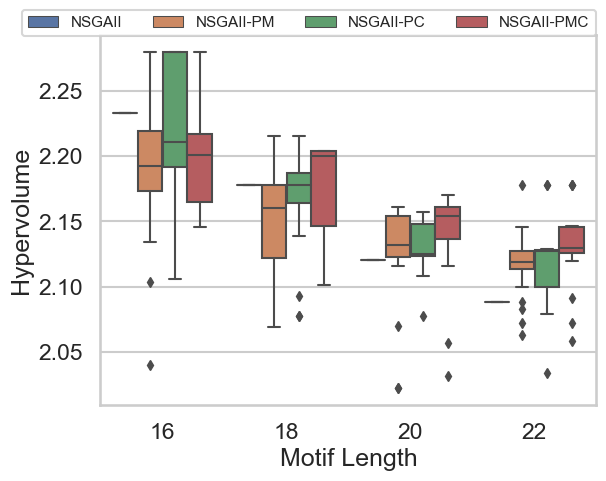 NSGAII NSGAII-PM NSGAII-PC NSGAII-PMC
Hypervolume
2.25
2.20
2.15
2.10
2.05
16 18 20 22
Motif Length